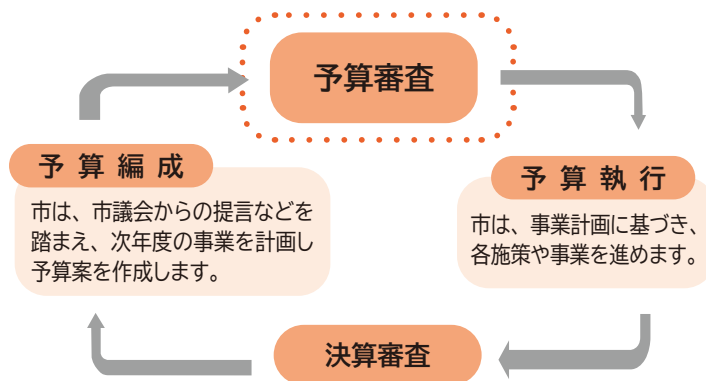 予算審査
予算編成
市は、市議会からの提言などを
踏まえ、次年度の事業を計画し
予算案を作成します。
予算執行
市は、事業計画に基づき、
各施策や事業を進めます。
決算審査